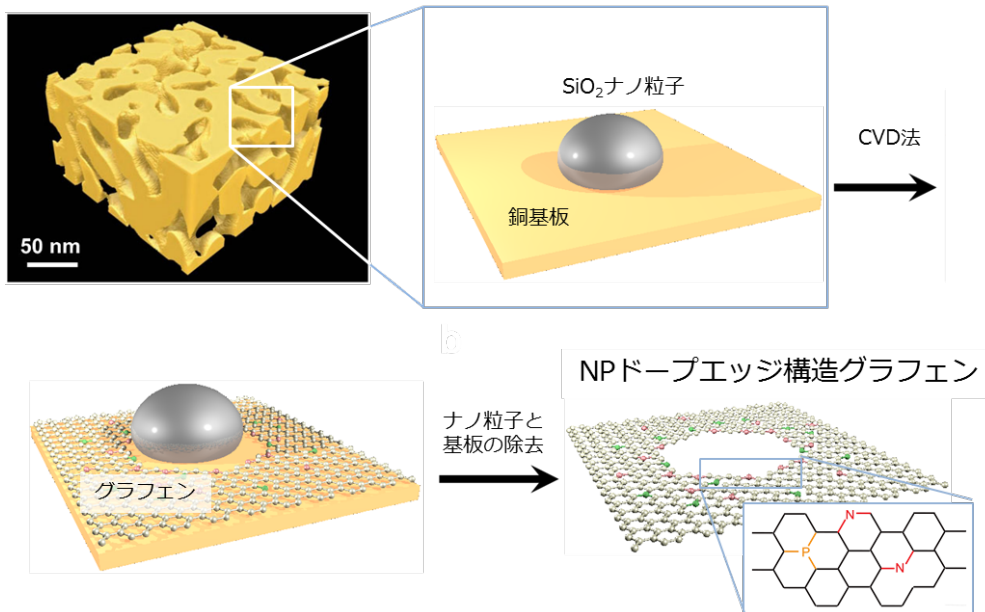 SiO₂ナノ粒子
CVD法
銅基板
50 nm
b
NPドープエッジ構造グラフェン
ナノ粒子と
基板の除去
グラフェン
N
P
N